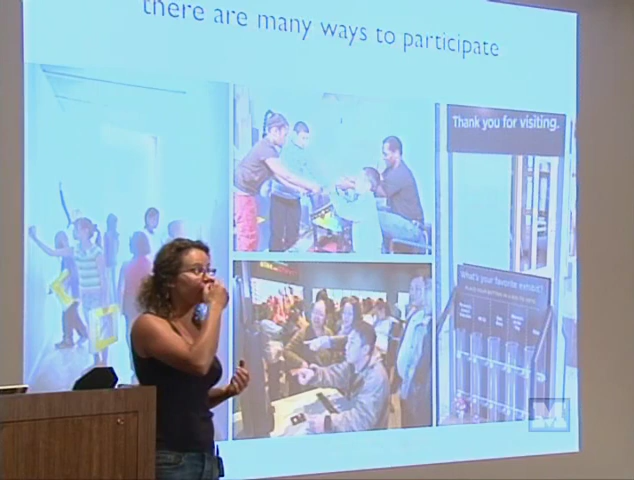 there are many ways to participate
Thank you for visiting.
What's your favorite exhibit?
M